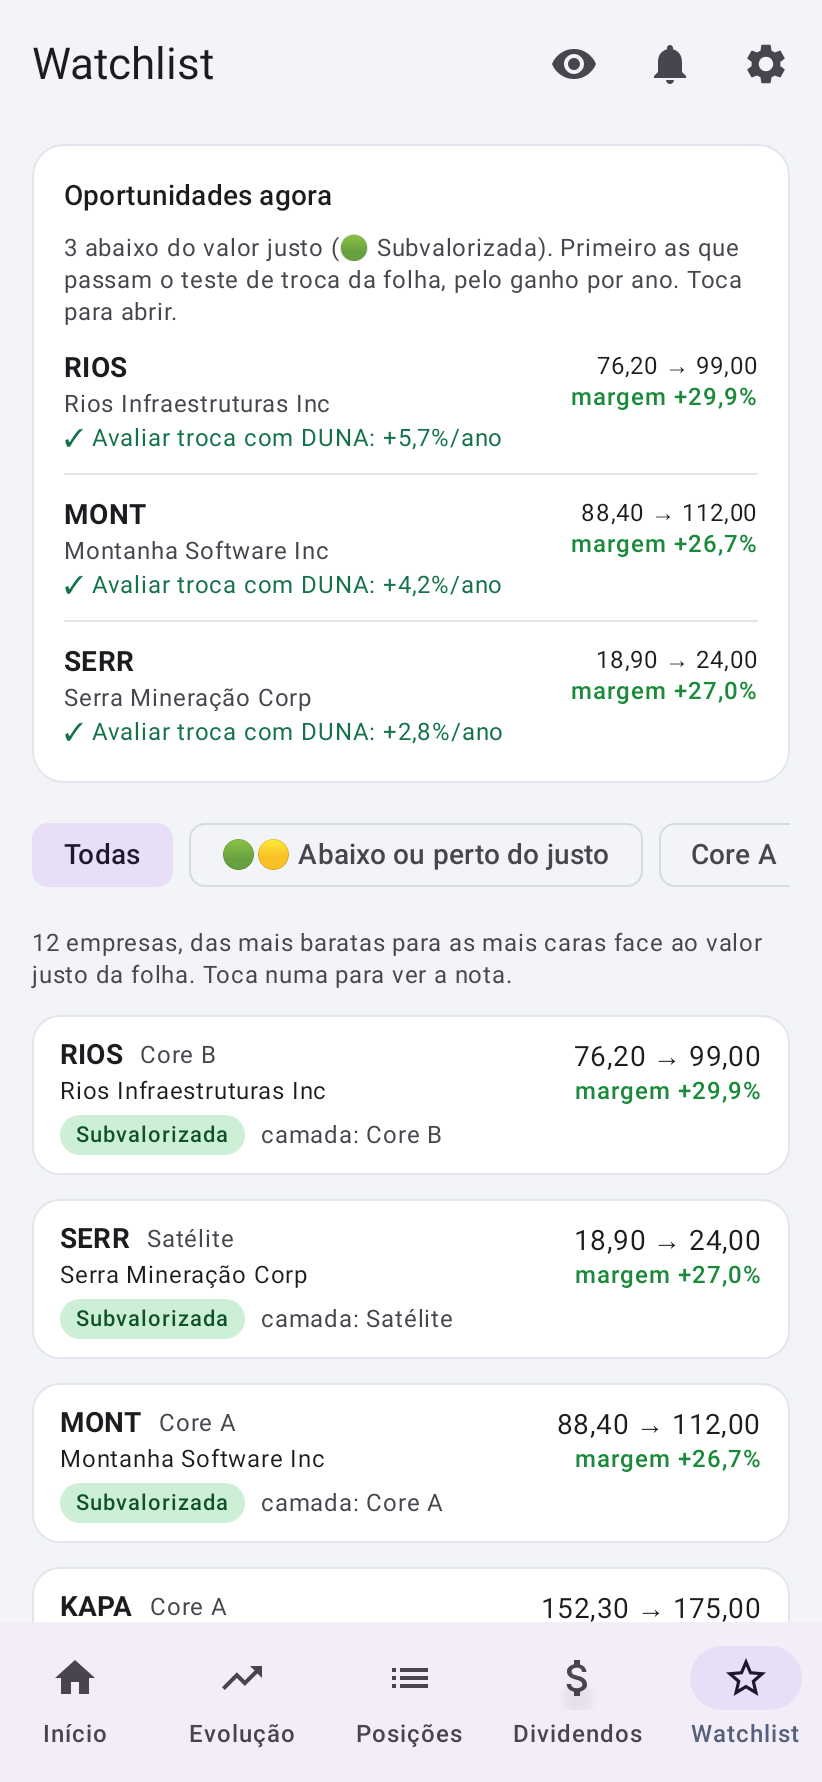 Watchlist
Oportunidades agora
3 abaixo do valor justo (🟢 Subvalorizada). Primeiro as que
passam o teste de troca da folha, pelo ganho por ano. Toca
para abrir.
RIOS
76,20 → 99,00
Rios Infraestruturas Inc
margem +29,9%
✓ Avaliar troca com DUNA: +5,7%/ano
MONT
88,40 → 112,00
Montanha Software Inc
margem +26,7%
✓ Avaliar troca com DUNA: +4,2%/ano
SERR
18,90 → 24,00
Serra Mineração Corp
margem +27,0%
✓ Avaliar troca com DUNA: +2,8%/ano
Todas
🟢🟡 Abaixo ou perto do justo
Core A
12 empresas, das mais baratas para as mais caras face ao valor
justo da folha. Toca numa para ver a nota.
RIOS Core B
76,20 → 99,00
Rios Infraestruturas Inc
margem +29,9%
Subvalorizada camada: Core B
SERR Satélite
18,90 → 24,00
Serra Mineração Corp
margem +27,0%
Subvalorizada camada: Satélite
MONT Core A
88,40 → 112,00
Montanha Software Inc
margem +26,7%
Subvalorizada camada: Core A
KAPA Core A
152,30 → 175,00
Início
Evolução
Posições
Dividendos
Watchlist